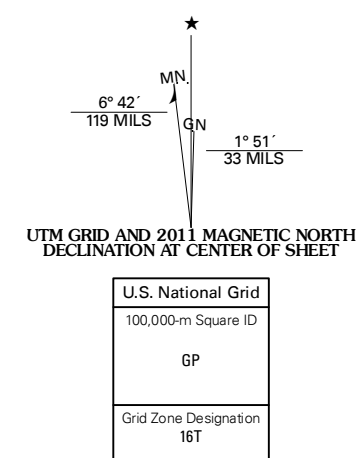 ★
MN.
6° 42´
119 MILS
GN
1° 51´
33 MILS
UTM GRID AND 2011 MAGNETIC NORTH
DECLINATION AT CENTER OF SHEET
U.S. National Grid
100,000-m Square ID
GP
Grid Zone Designation
16T